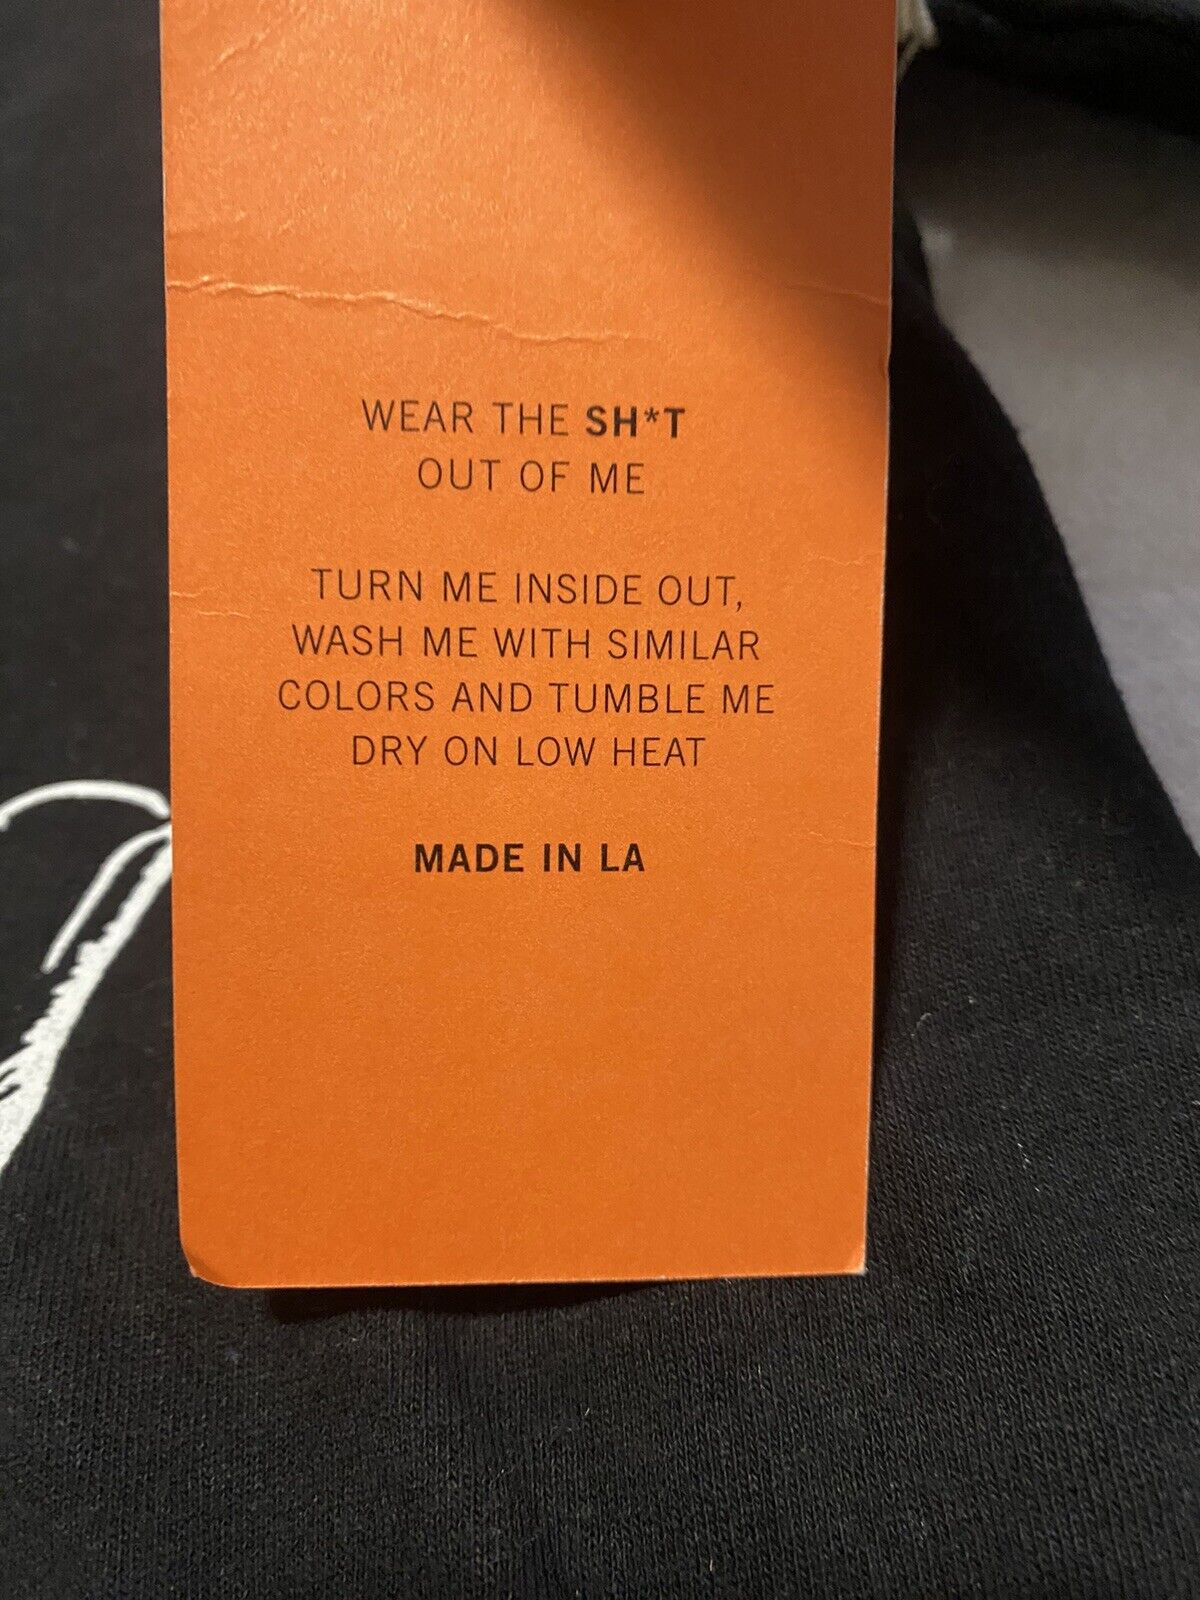 WEAR THE SH*T
OUT OF ME
TURN ME INSIDE OUT,
WASH ME WITH SIMILAR
COLORS AND TUMBLE ME
DRY ON LOW HEAT
MADE IN LA